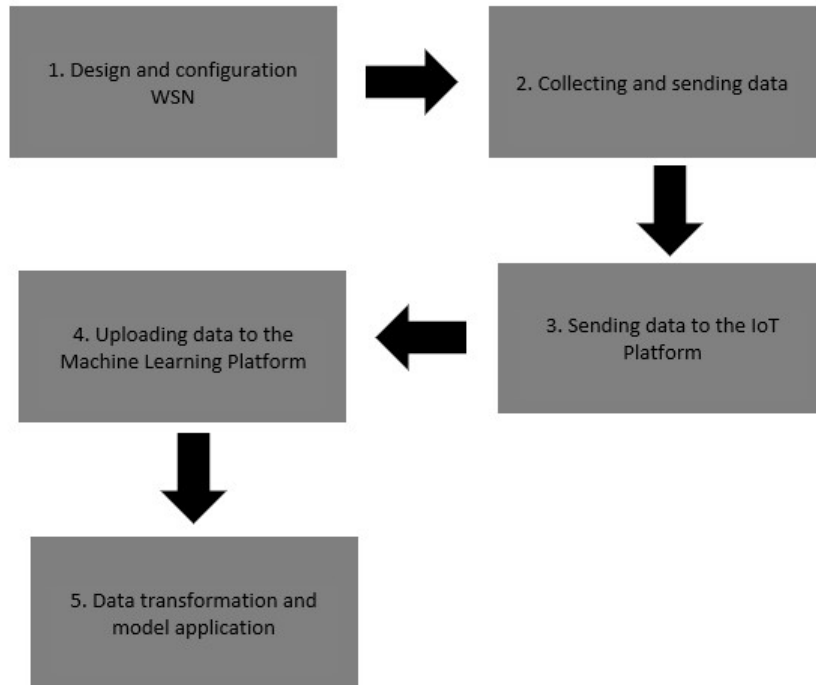 1. Design and configuration
WSN
2. Collecting and sending data
3. Sending data to the IoT
Platform
4. Uploading data to the
Machine Learning Platform
5. Data transformation and
model application